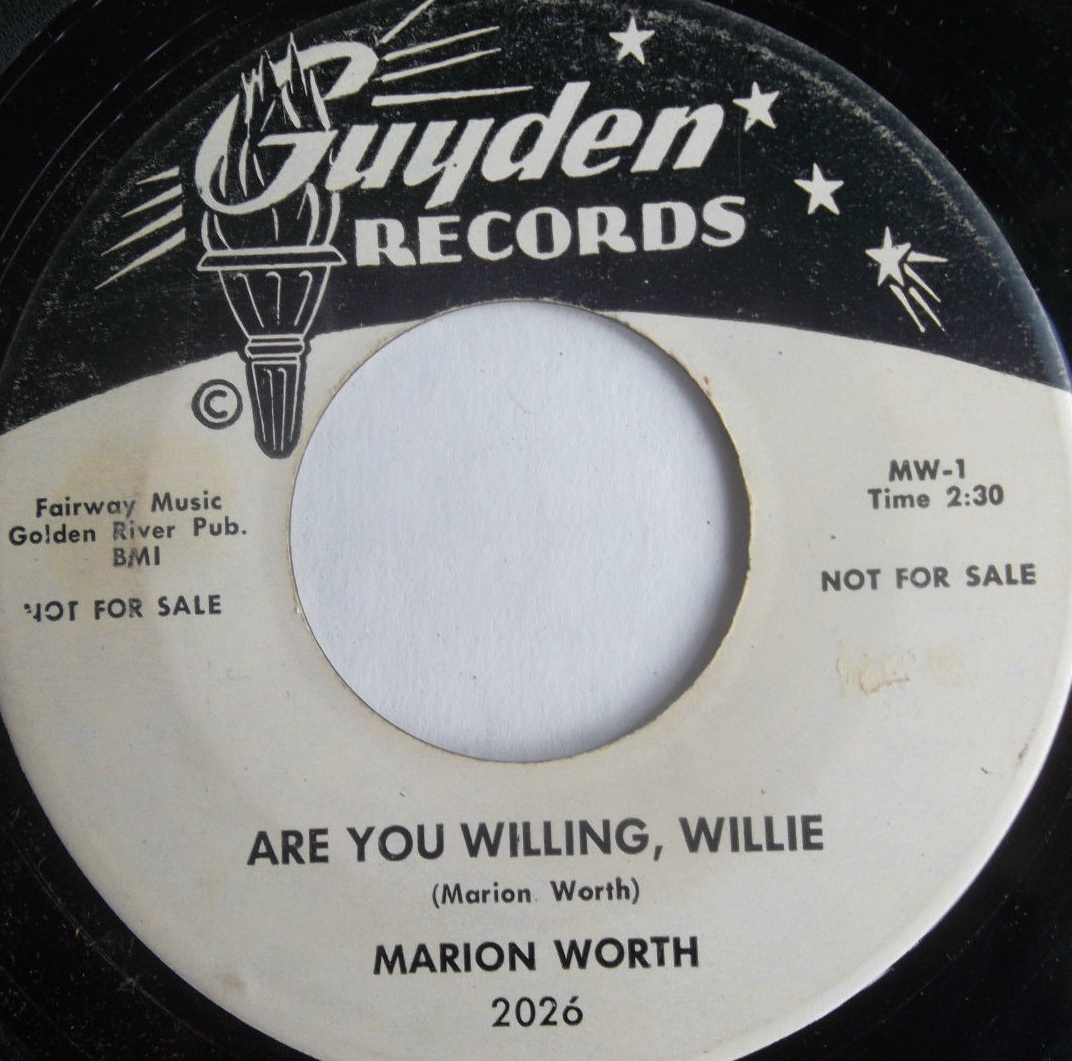 Guyden
RECORDS
©
Fairway Music
Golden River Pub.
BMI
NOT FOR SALE
MW-1
Time 2:30
NOT FOR SALE
ARE YOU WILLING, WILLIE
(Marion Worth)
MARION WORTH
2026